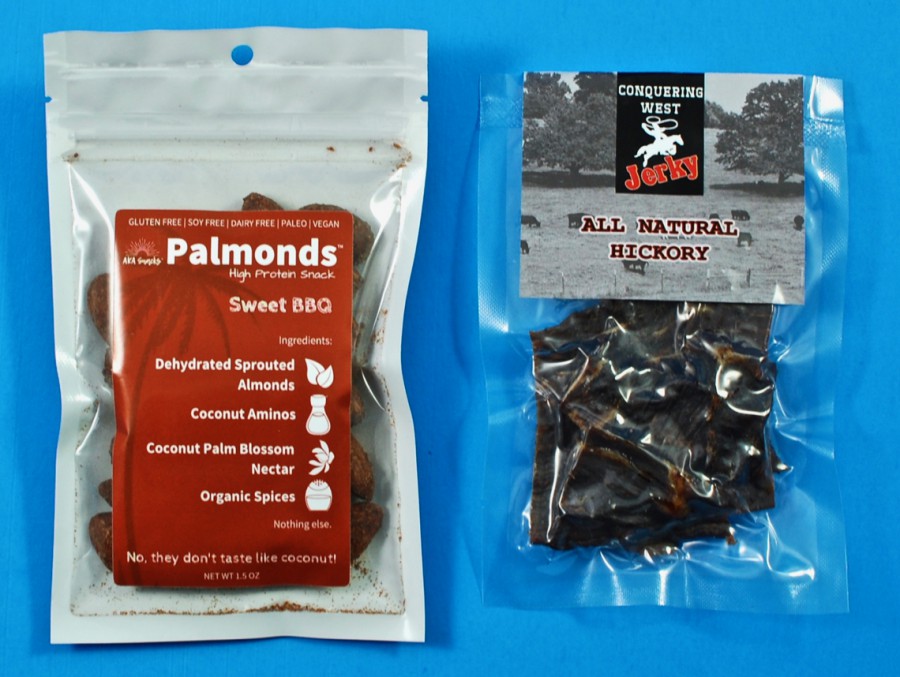 GLUTEN FREE | SOY FREE | DAIRY FREE | PALEO | VEGAN
AKA Snacks
Palmonds™
High Protein Snack
Sweet BBQ
Ingredients:
Dehydrated Sprouted
Almonds
Coconut Aminos
Coconut Palm Blossom
Nectar
Organic Spices
Nothing else.
No, they don't taste like coconut!
NET WT 1.5 OZ
CONQUERING
WEST
Jerky
ALL NATURAL
HICKORY